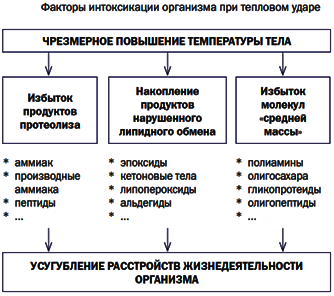 Факторы интоксикации организма при тепловом ударе
ЧРЕЗМЕРНОЕ ПОВЫШЕНИЕ ТЕМПЕРАТУРЫ ТЕЛА
Избыток
продуктов
протеолиза
Накопление
продуктов
нарушенного
липидного обмена
Избыток
молекул
«средней
массы»
* аммиак
* производные
аммиака
* пептиды
* ...
* эпоксиды
* кетоновые тела
* липопероксиды
* альдегиды
* ...
* полиамины
* олигосахара
* гликопротеиды
* олигопептиды
* ...
УСУГУБЛЕНИЕ РАССТРОЙСТВ ЖИЗНЕДЕЯТЕЛЬНОСТИ
ОРГАНИЗМА